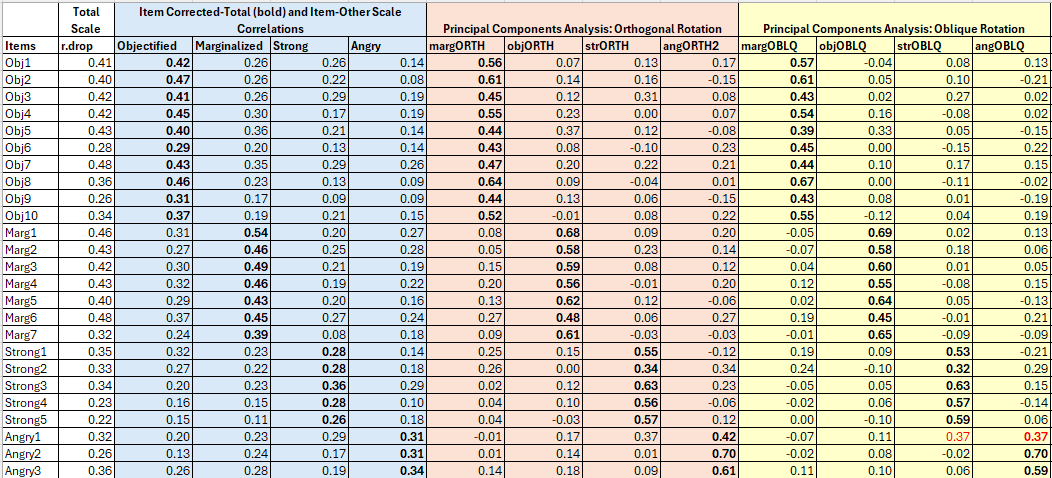 Total Item Corrected-Total (bold) and Item-Other Scale
Scale Correlations Principal Components Analysis: Orthogonal Rotation Principal Components Analysis: Oblique Rotation
Items r.drop Objectified Marginalized Strong Angry margORTH objORTH strORTH angORTH2 margOBLQ objOBLQ strOBLQ angOBLQ
Obj1 0.41 0.42 0.26 0.26 0.14 0.56 0.07 0.13 0.17 0.57 -0.04 0.08 0.13
Obj2 0.40 0.47 0.26 0.22 0.08 0.61 0.14 0.16 -0.15 0.61 0.05 0.10 -0.21
Obj3 0.42 0.41 0.26 0.29 0.19 0.45 0.12 0.31 0.08 0.43 0.02 0.27 0.02
Obj4 0.42 0.45 0.30 0.17 0.19 0.55 0.23 0.00 0.07 0.54 0.16 -0.08 0.02
Obj5 0.43 0.40 0.36 0.21 0.14 0.44 0.37 0.12 -0.08 0.39 0.33 0.05 -0.15
Obj6 0.28 0.29 0.20 0.13 0.14 0.43 0.08 -0.10 0.23 0.45 0.00 -0.15 0.22
Obj7 0.48 0.43 0.35 0.29 0.26 0.47 0.20 0.22 0.21 0.44 0.10 0.17 0.15
Obj8 0.36 0.46 0.23 0.13 0.09 0.64 0.09 -0.04 0.01 0.67 0.00 -0.11 -0.02
Obj9 0.26 0.31 0.17 0.09 0.09 0.44 0.13 0.06 -0.15 0.43 0.08 0.01 -0.19
Obj10 0.34 0.37 0.19 0.21 0.15 0.52 -0.01 0.08 0.22 0.55 -0.12 0.04 0.19
Marg1 0.46 0.31 0.54 0.20 0.27 0.08 0.68 0.09 0.20 -0.05 0.69 0.02 0.13
Marg2 0.43 0.27 0.46 0.25 0.28 0.05 0.58 0.23 0.14 -0.07 0.58 0.18 0.06
Marg3 0.42 0.30 0.49 0.21 0.19 0.15 0.59 0.08 0.12 0.04 0.60 0.01 0.05
Marg4 0.43 0.32 0.46 0.19 0.22 0.20 0.56 -0.01 0.20 0.12 0.55 -0.08 0.15
Marg5 0.40 0.29 0.43 0.20 0.16 0.13 0.62 0.12 -0.06 0.02 0.64 0.05 -0.13
Marg6 0.48 0.37 0.45 0.27 0.24 0.27 0.48 0.06 0.27 0.19 0.45 -0.01 0.21
Marg7 0.32 0.24 0.39 0.08 0.18 0.09 0.61 -0.03 -0.03 -0.01 0.65 -0.09 -0.09
Strong1 0.35 0.32 0.23 0.28 0.14 0.25 0.15 0.55 -0.12 0.19 0.09 0.53 -0.21
Strong2 0.33 0.27 0.22 0.28 0.18 0.26 0.00 0.34 0.34 0.24 -0.10 0.32 0.29
Strong3 0.34 0.20 0.23 0.36 0.29 0.02 0.12 0.63 0.23 -0.05 0.05 0.63 0.15
Strong4 0.23 0.16 0.15 0.28 0.10 0.04 0.10 0.56 -0.06 -0.02 0.06 0.57 -0.14
Strong5 0.22 0.15 0.11 0.26 0.18 0.04 -0.03 0.57 0.12 0.00 -0.10 0.59 0.06
Angry1 0.32 0.20 0.23 0.29 0.31 -0.01 0.17 0.37 0.42 -0.07 0.11 0.37 0.37
Angry2 0.26 0.13 0.24 0.17 0.31 0.01 0.14 0.01 0.70 -0.02 0.08 -0.02 0.70
Angry3 0.36 0.26 0.28 0.19 0.34 0.14 0.18 0.09 0.61 0.11 0.10 0.06 0.59